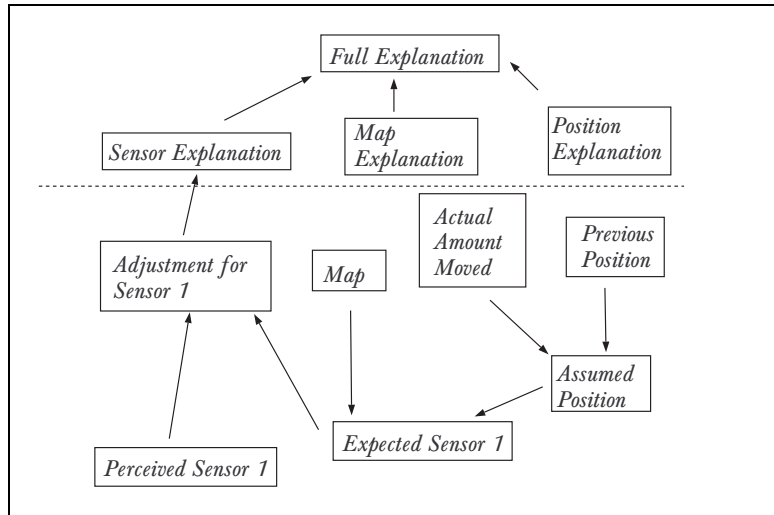 Full Explanation
Sensor Explanation
Map
Explanation
Position
Explanation
Adjustment for
Sensor 1
Map
Actual
Amount
Moved
Previous
Position
Assumed
Position
Perceived Sensor 1
Expected Sensor 1